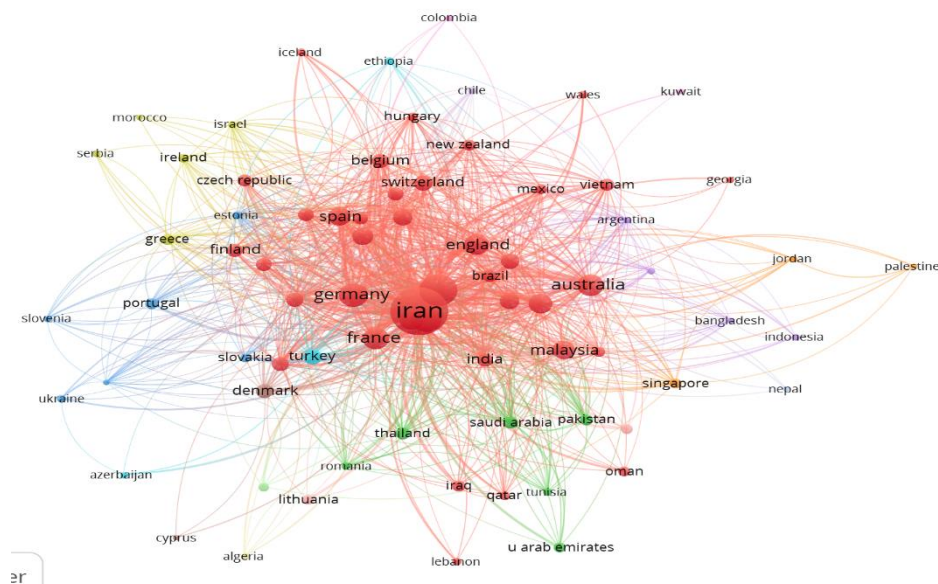 colombia
iceland
ethiopia
chile
wales
kuwait
hungary
morocco
israel
new zealand
serbia
ireland
belgium
czech republic
switzerland
mexico
vietnam
georgia
estonia
spain
argentina
greece
finland
england
jordan
palestine
brazil
germany
australia
portugal
iran
slovenia
bangladesh
france
indonesia
slovakia
turkey
india
malaysia
denmark
singapore
nepal
ukraine
thailand
saudi arabia
pakistan
romania
azerbaijan
oman
iraq
qatar
tunisia
lithuania
cyprus
u arab emirates
algeria
lebanon
er